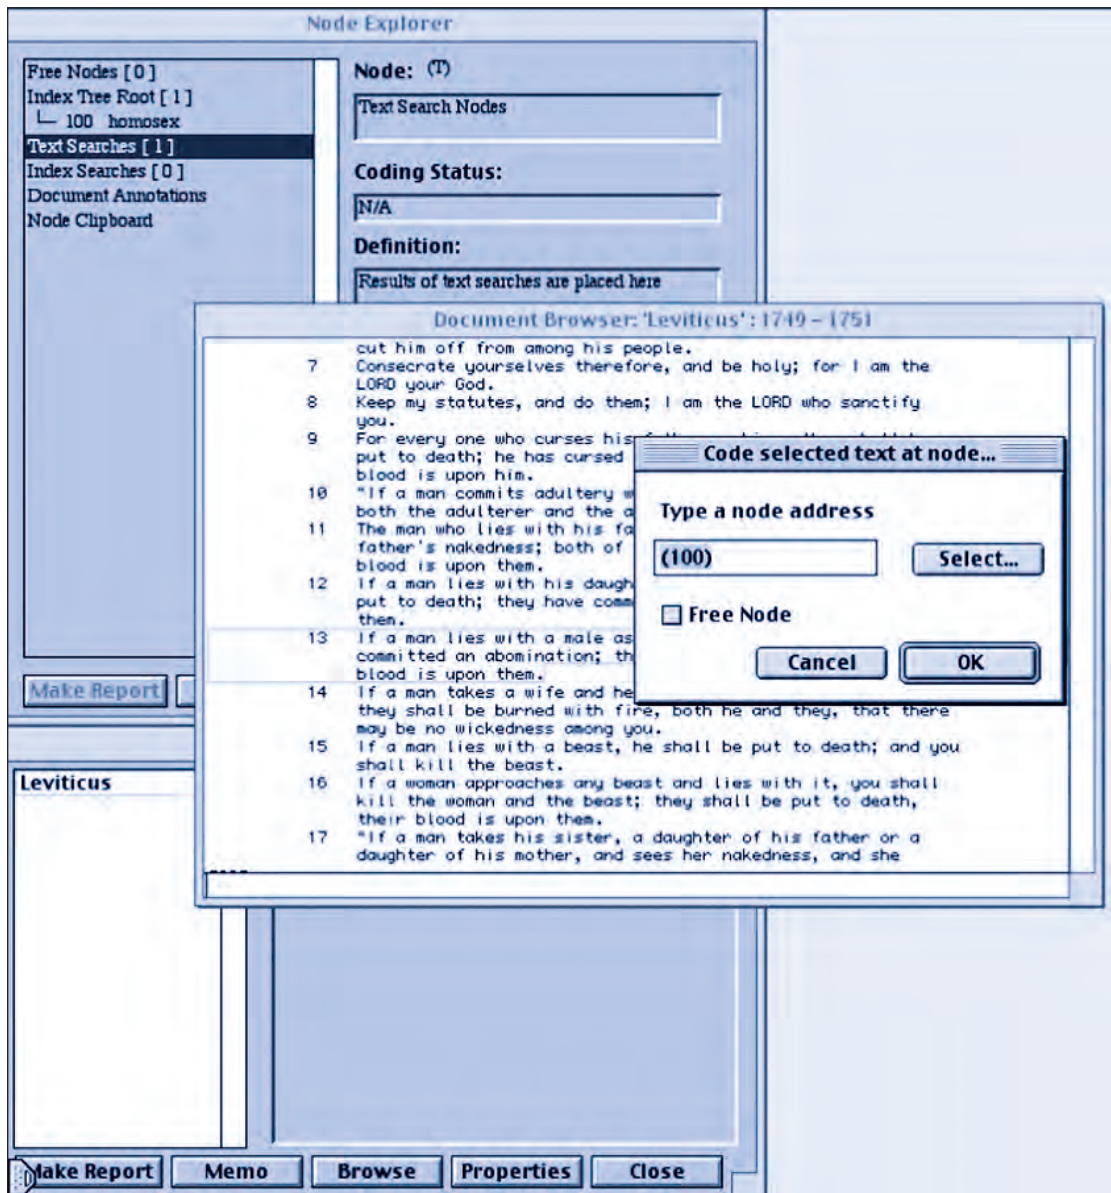 Node Explorer
Free Nodes [ 0 ]
Index Tree Root [ 1 ]
100 homosex
Text Searches [ 1 ]
Index Searches [ 0 ]
Document Annotations
Node Clipboard
Node: (T)
Text Search Nodes
Coding Status:
N/A
Definition:
Results of text searches are placed here
Make Report
Document Browser: 'Leviticus' : 1749 – 1751
cut him off from among his people.
7 Consecrate yourselves therefore, and be holy; for I am the
LORD your God.
8 Keep my statutes, and do them; I am the LORD who sanctify
you.
9 For every one who curses his
put to death; he has cursed
blood is upon him.
10 "If a man commits adultery
both the adulterer and the
11 The man who lies with his
father's nakedness; both of
blood is upon them.
12 If a man lies with his
put to death; they have
them.
13 If a man lies with a male as
committed an abomination;
blood is upon them.
14 If a man takes a wife and
they shall be burned with fire, both he and they, that there
may be no wickedness among you.
15 If a man lies with a beast, he shall be put to death; and you
shall kill the beast.
16 If a woman approaches any beast and lies with it, you shall
kill the woman and the beast; they shall be put to death,
their blood is upon them.
17 "If a man takes his sister, a daughter of his father or a
daughter of his mother, and sees her nakedness, and she
Code selected text at node...
Type a node address
(100)
Select...
Free Node
Cancel
OK
Leviticus
Make Report
Memo
Browse
Properties
Close